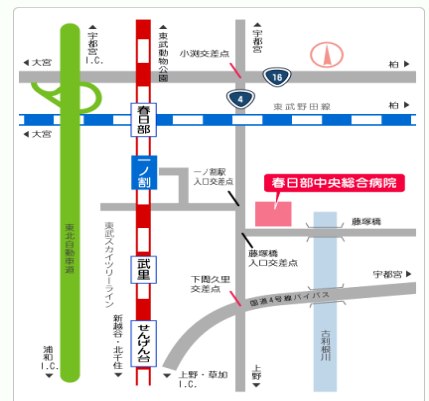 宇都宮
I.C.
東武動物公園
宇都宮
小渕交差点
大宮
16
柏
4
東武野田線
柏
大宮
春日部
一ノ割
一ノ割駅
入口交差点
春日部中央総合病院
藤塚橋
東北自動車道
東武スカイツリーライン
藤塚橋
入口交差点
武里
下間久里
交差点
宇都宮
国道4号線バイパス
古利根川
新越谷・北千住
せんげん台
浦和
I.C.
上野・草加
I.C.
上野